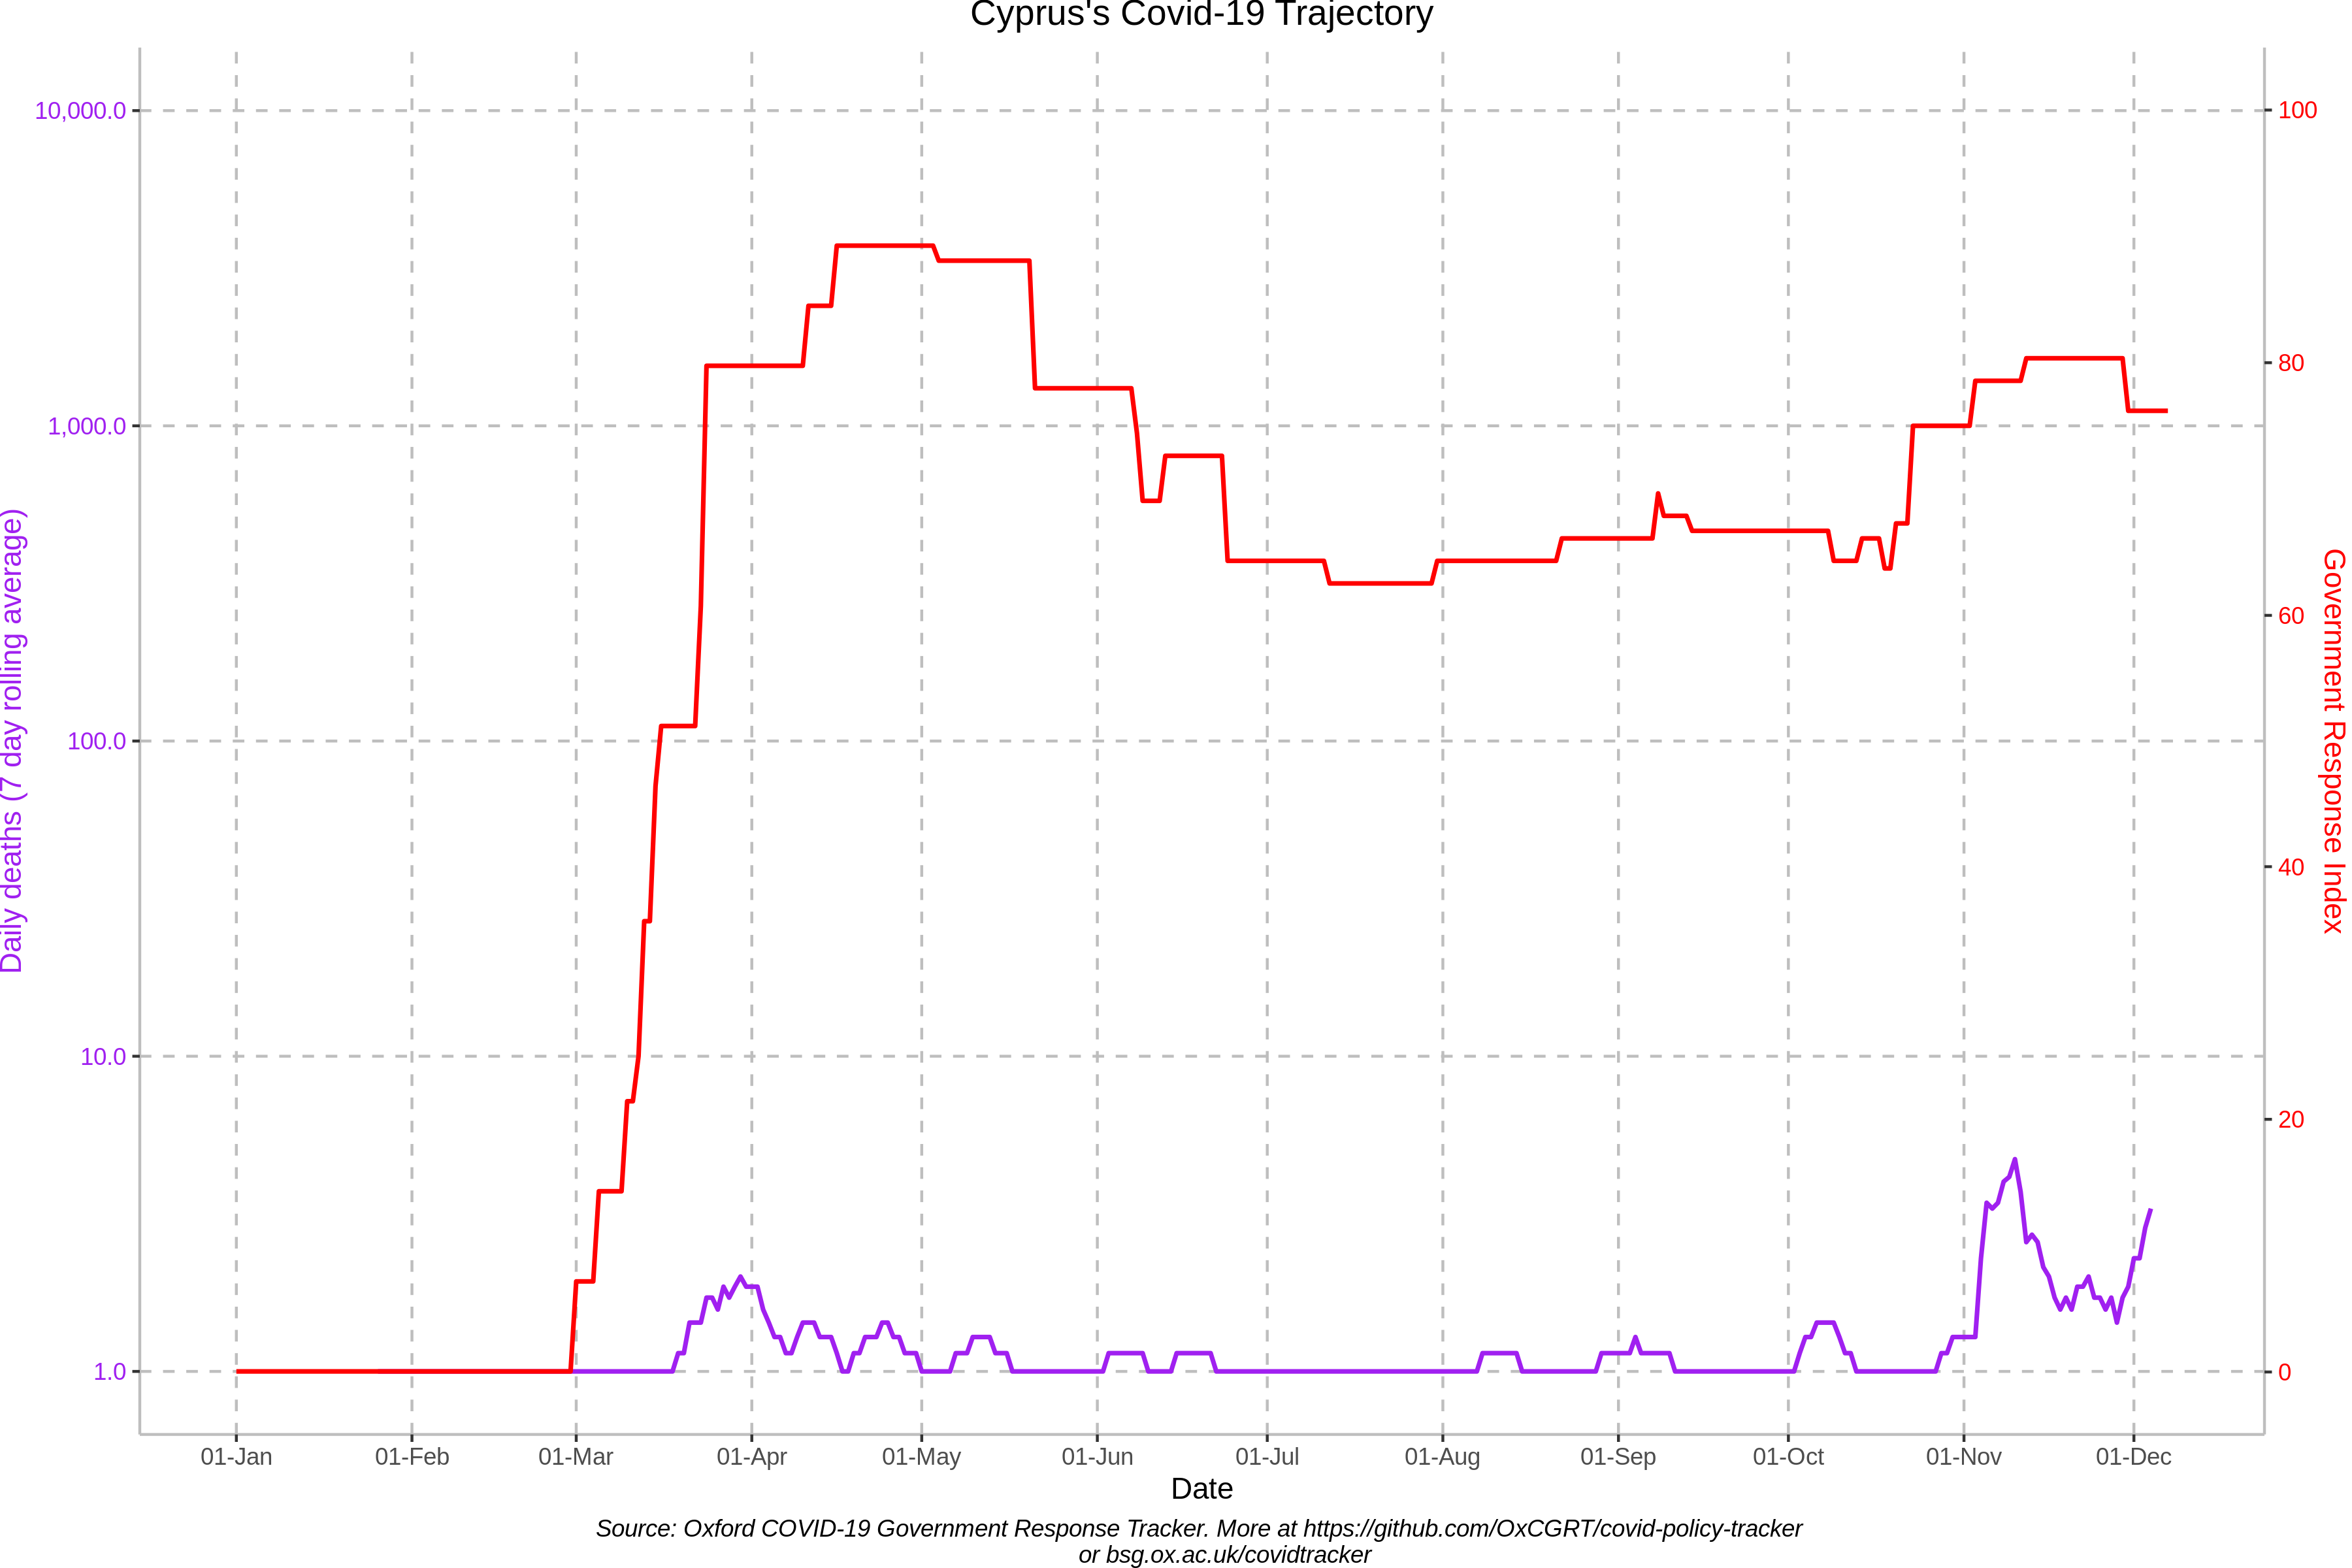 Cyprus's Covid-19 Trajectory
10,000.0
1,000.0
100.0
10.0
1.0
Daily deaths (7 day rolling average)
100
80
60
40
20
0
Government Response Index
01-Jan 01-Feb 01-Mar 01-Apr 01-May 01-Jun 01-Jul 01-Aug 01-Sep 01-Oct 01-Nov 01-Dec
Date
Source: Oxford COVID-19 Government Response Tracker. More at https://github.com/OxCGRT/covid-policy-tracker
or bsg.ox.ac.uk/covidtracker